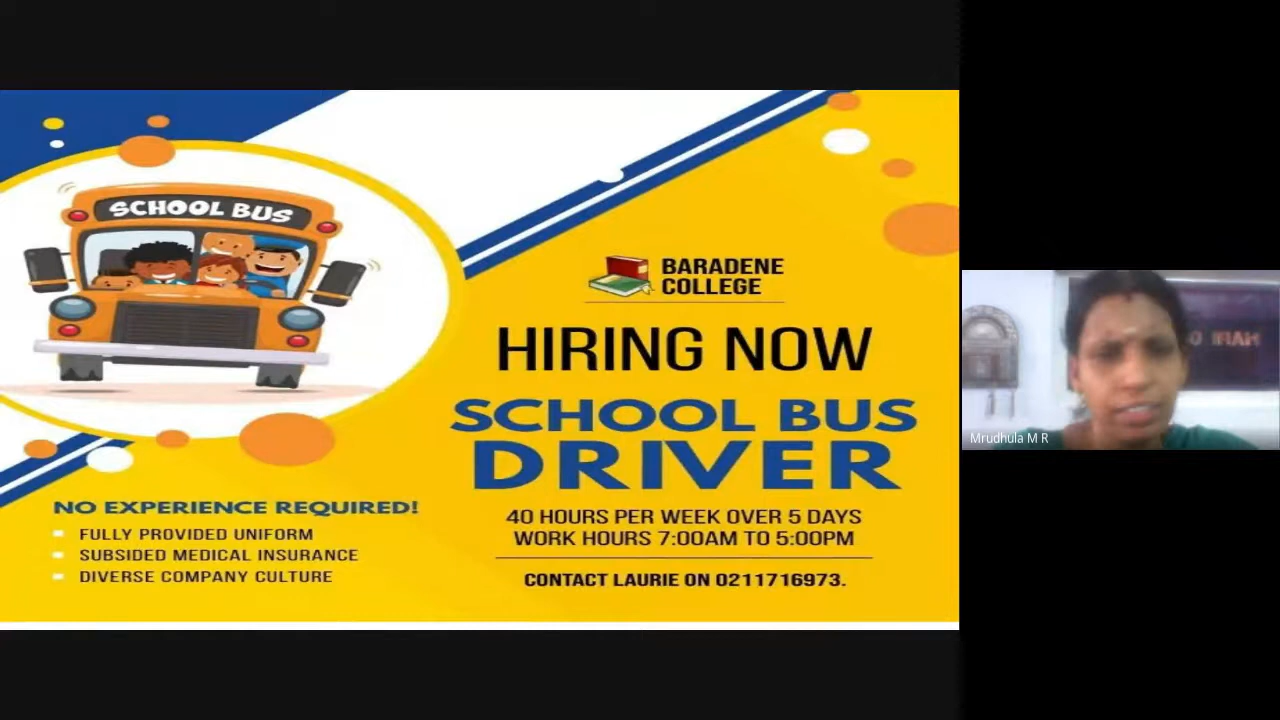 SCHOOL BUS
BARADENE
COLLEGE
HIRING NOW
SCHOOL BUS
DRIVER
40 HOURS PER WEEK OVER 5 DAYS
WORK HOURS 7:00AM TO 5:00PM
CONTACT LAURIE ON 0211716973.
NO EXPERIENCE REQUIRED!
FULLY PROVIDED UNIFORM
SUBSIDED MEDICAL INSURANCE
DIVERSE COMPANY CULTURE
Mrudhula M R